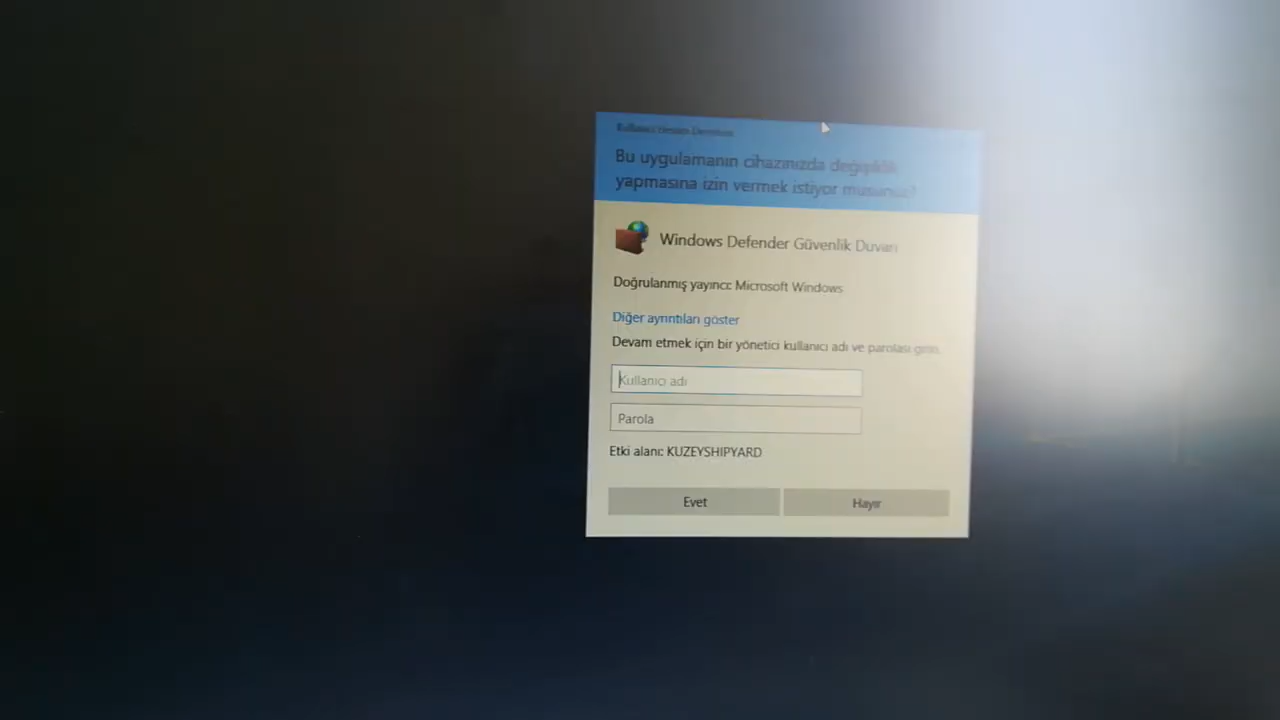 Kullanıcı Hesabı Denetimi
Bu uygulamanın cihazınızda değişiklik
yapmasına izin vermek istiyor musunuz?
Windows Defender Güvenlik Duvarı
Doğrulanmış yayıncı: Microsoft Windows
Diğer ayrıntıları göster
Devam etmek için bir yönetici kullanıcı adı ve parolası girin.
Kullanıcı adı
Parola
Etki alanı: KUZEYSHIPYARD
Evet
Hayır